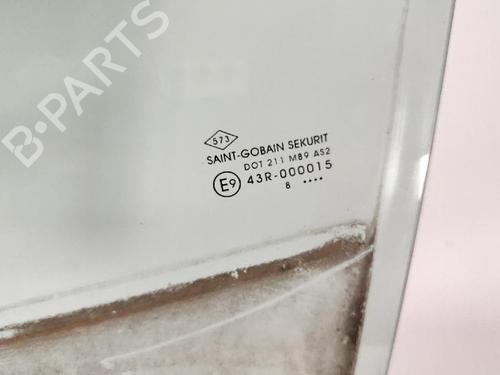 B-PARTS
573
SAINT-GOBAIN SEKURIT
DOT 211 M89 AS2
E9 43R-000015
8 ••••